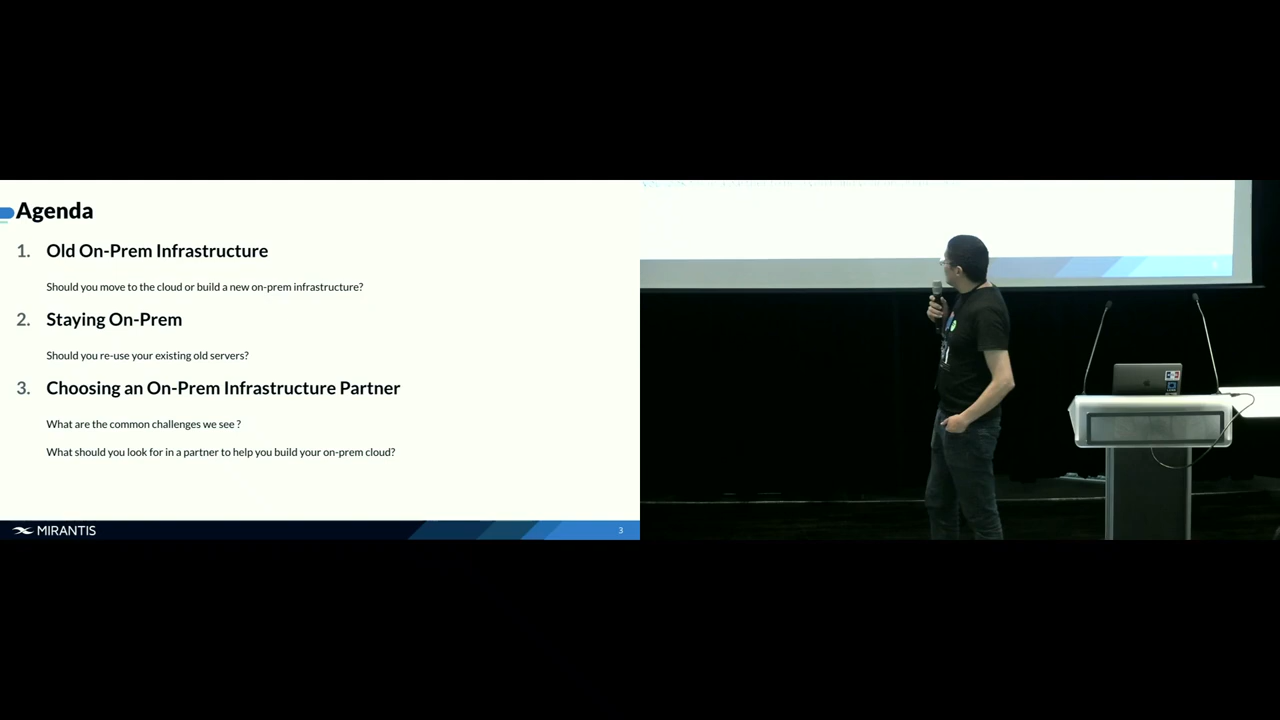 Agenda
1. Old On-Prem Infrastructure
Should you move to the cloud or build a new on-prem infrastructure?
2. Staying On-Prem
Should you re-use your existing old servers?
3. Choosing an On-Prem Infrastructure Partner
What are the common challenges we see ?
What should you look for in a partner to help you build your on-prem cloud?
MIRANTIS
3